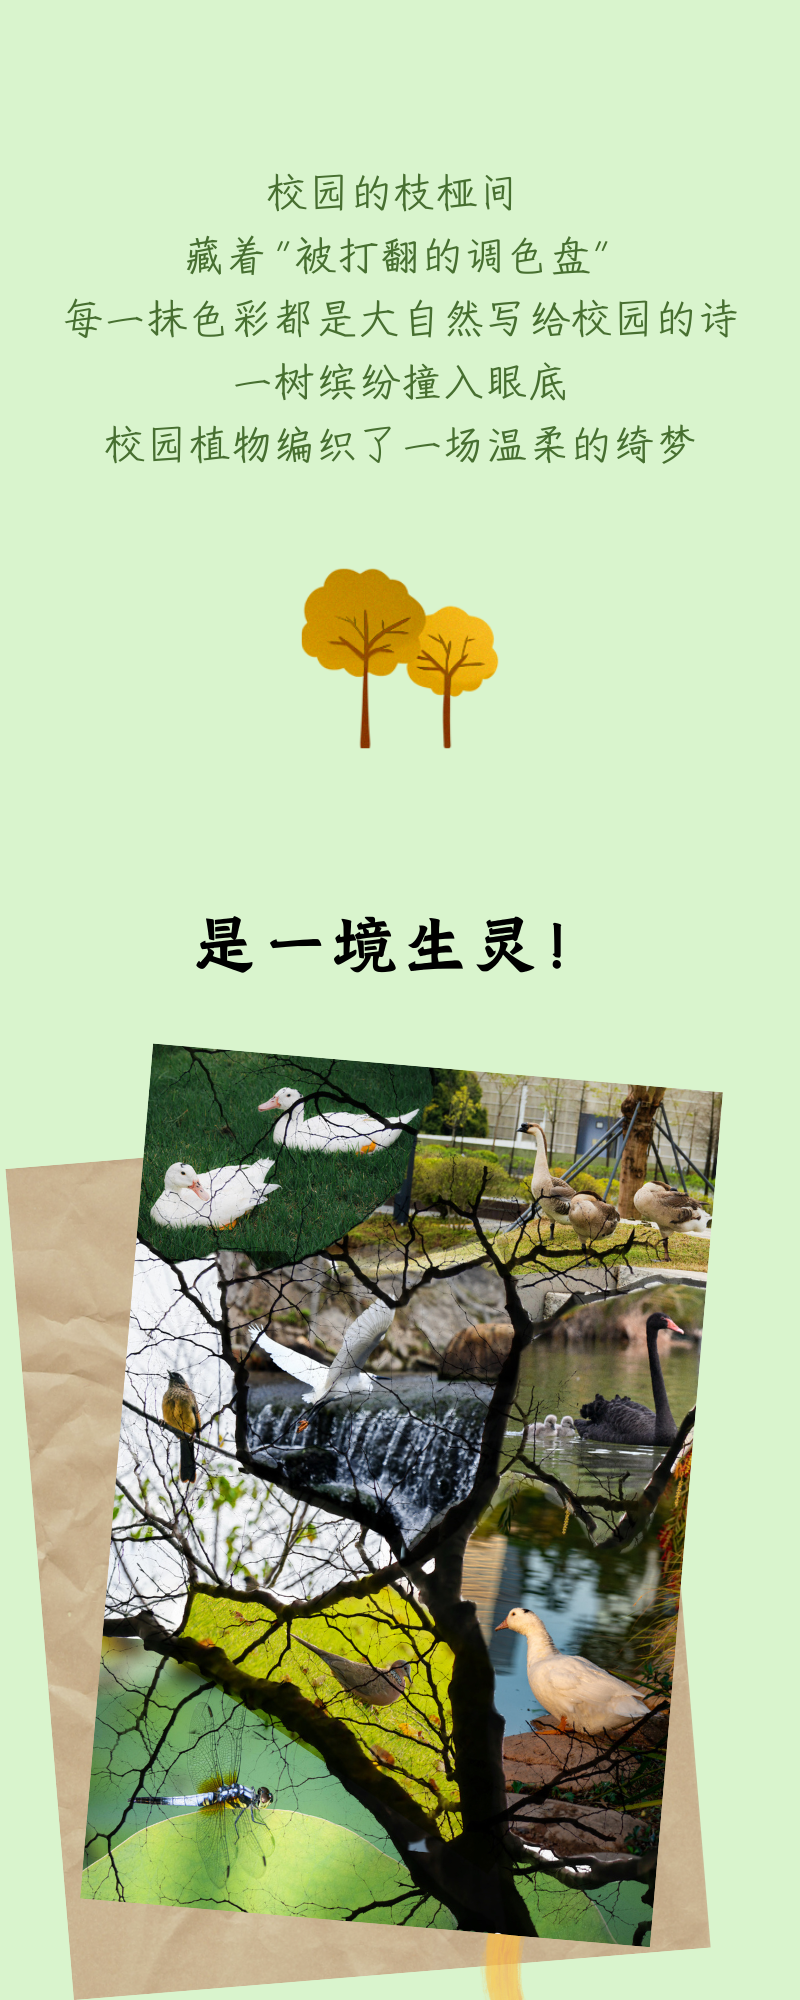 校园的枝桠间
藏着"被打翻的调色盘"
每一抹色彩都是大自然写给校园的诗
一树缤纷撞入眼底
校园植物编织了一场温柔的绮梦
是一境生灵!